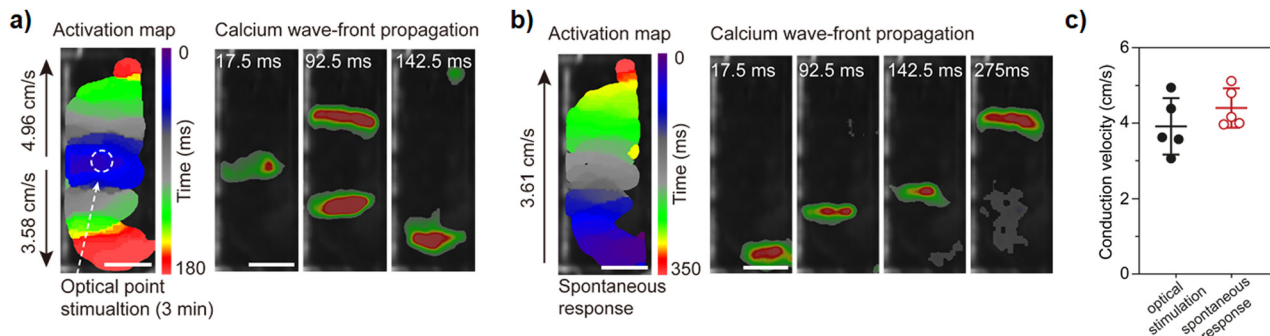 a)
Activation map
Calcium wave-front propagation
4.96 cm/s
3.58 cm/s
0
Time (ms)
180
17.5 ms
92.5 ms
142.5 ms
Optical point
stimualtion (3 min)
b)
Activation map
Calcium wave-front propagation
3.61 cm/s
0
Time (ms)
350
17.5 ms
92.5 ms
142.5 ms
275ms
Spontaneous
response
c)
Conduction velocity (cm/s)
6
4
2
0
optical
stimulation
spontaneous
response